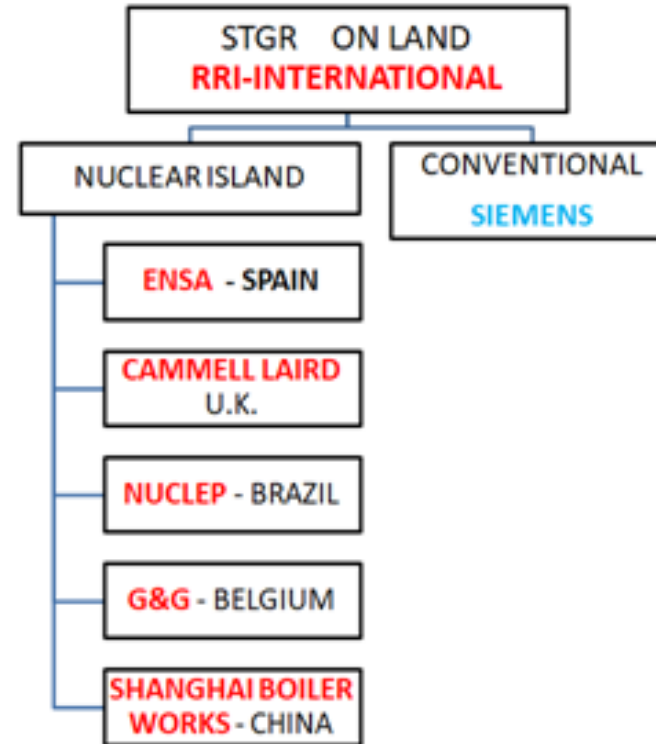 STGR ON LAND
RRI-INTERNATIONAL
NUCLEAR ISLAND
CONVENTIONAL
SIEMENS
ENSA - SPAIN
CAMMELL LAIRD
U.K.
NUCLEP - BRAZIL
G&G - BELGIUM
SHANGHAI BOILER
WORKS - CHINA